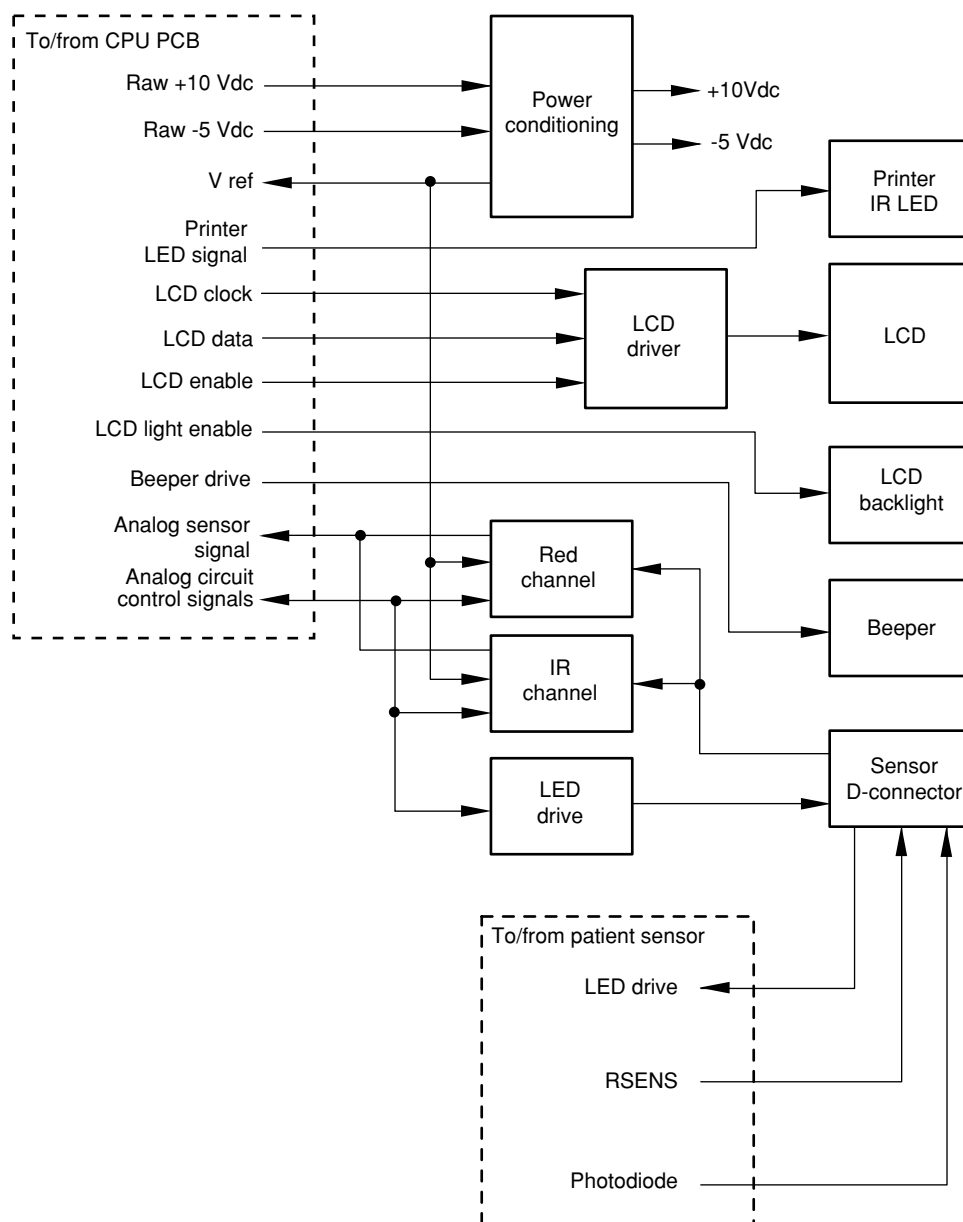 To/from CPU PCB
Raw +10 Vdc
Raw -5 Vdc
V ref
Printer
LED signal
LCD clock
LCD data
LCD enable
LCD light enable
Beeper drive
Analog sensor
signal
Analog circuit
control signals
Power
conditioning
+10Vdc
-5 Vdc
Printer
IR LED
LCD
driver
LCD
LCD
backlight
Red
channel
Beeper
IR
channel
LED
drive
Sensor
D-connector
To/from patient sensor
LED drive
RSENS
Photodiode